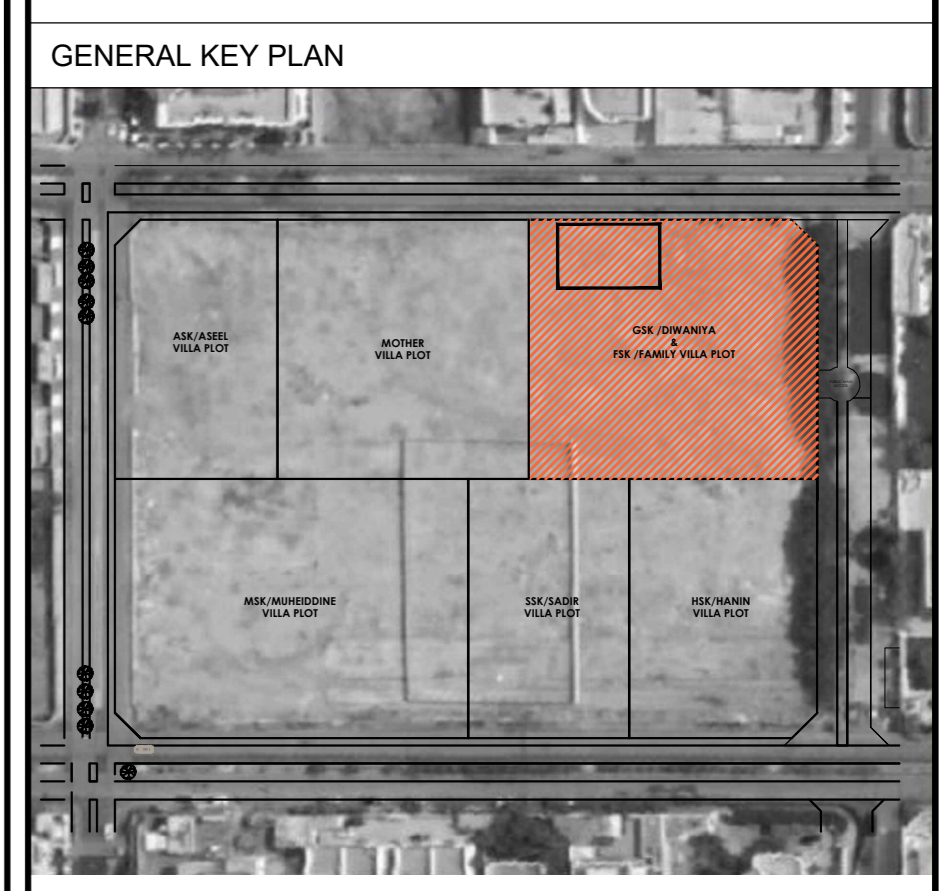 GENERAL KEY PLAN
ASK/ASEEL
VILLA PLOT
MOTHER
VILLA PLOT
GSK /DIWANIYA
&
FSK /FAMILY VILLA PLOT
MSK/MUHEIDDINE
VILLA PLOT
SSK/SADIR
VILLA PLOT
HSK/HANIN
VILLA PLOT